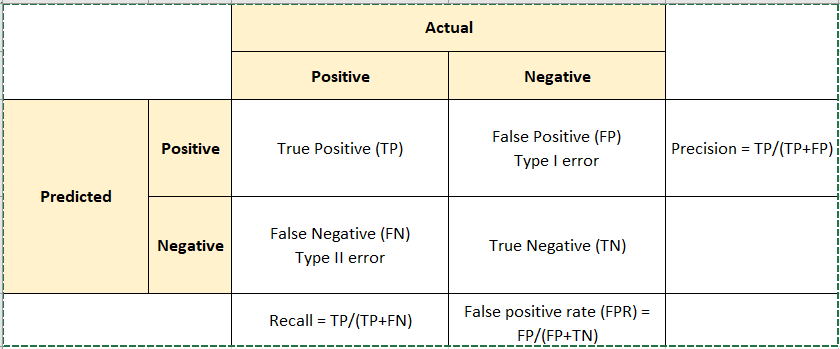 Actual
Positive
Negative
Predicted
Positive
True Positive (TP)
False Positive (FP)
Type I error
Precision = TP/(TP+FP)
Negative
False Negative (FN)
Type II error
True Negative (TN)
Recall = TP/(TP+FN)
False positive rate (FPR) =
FP/(FP+TN)